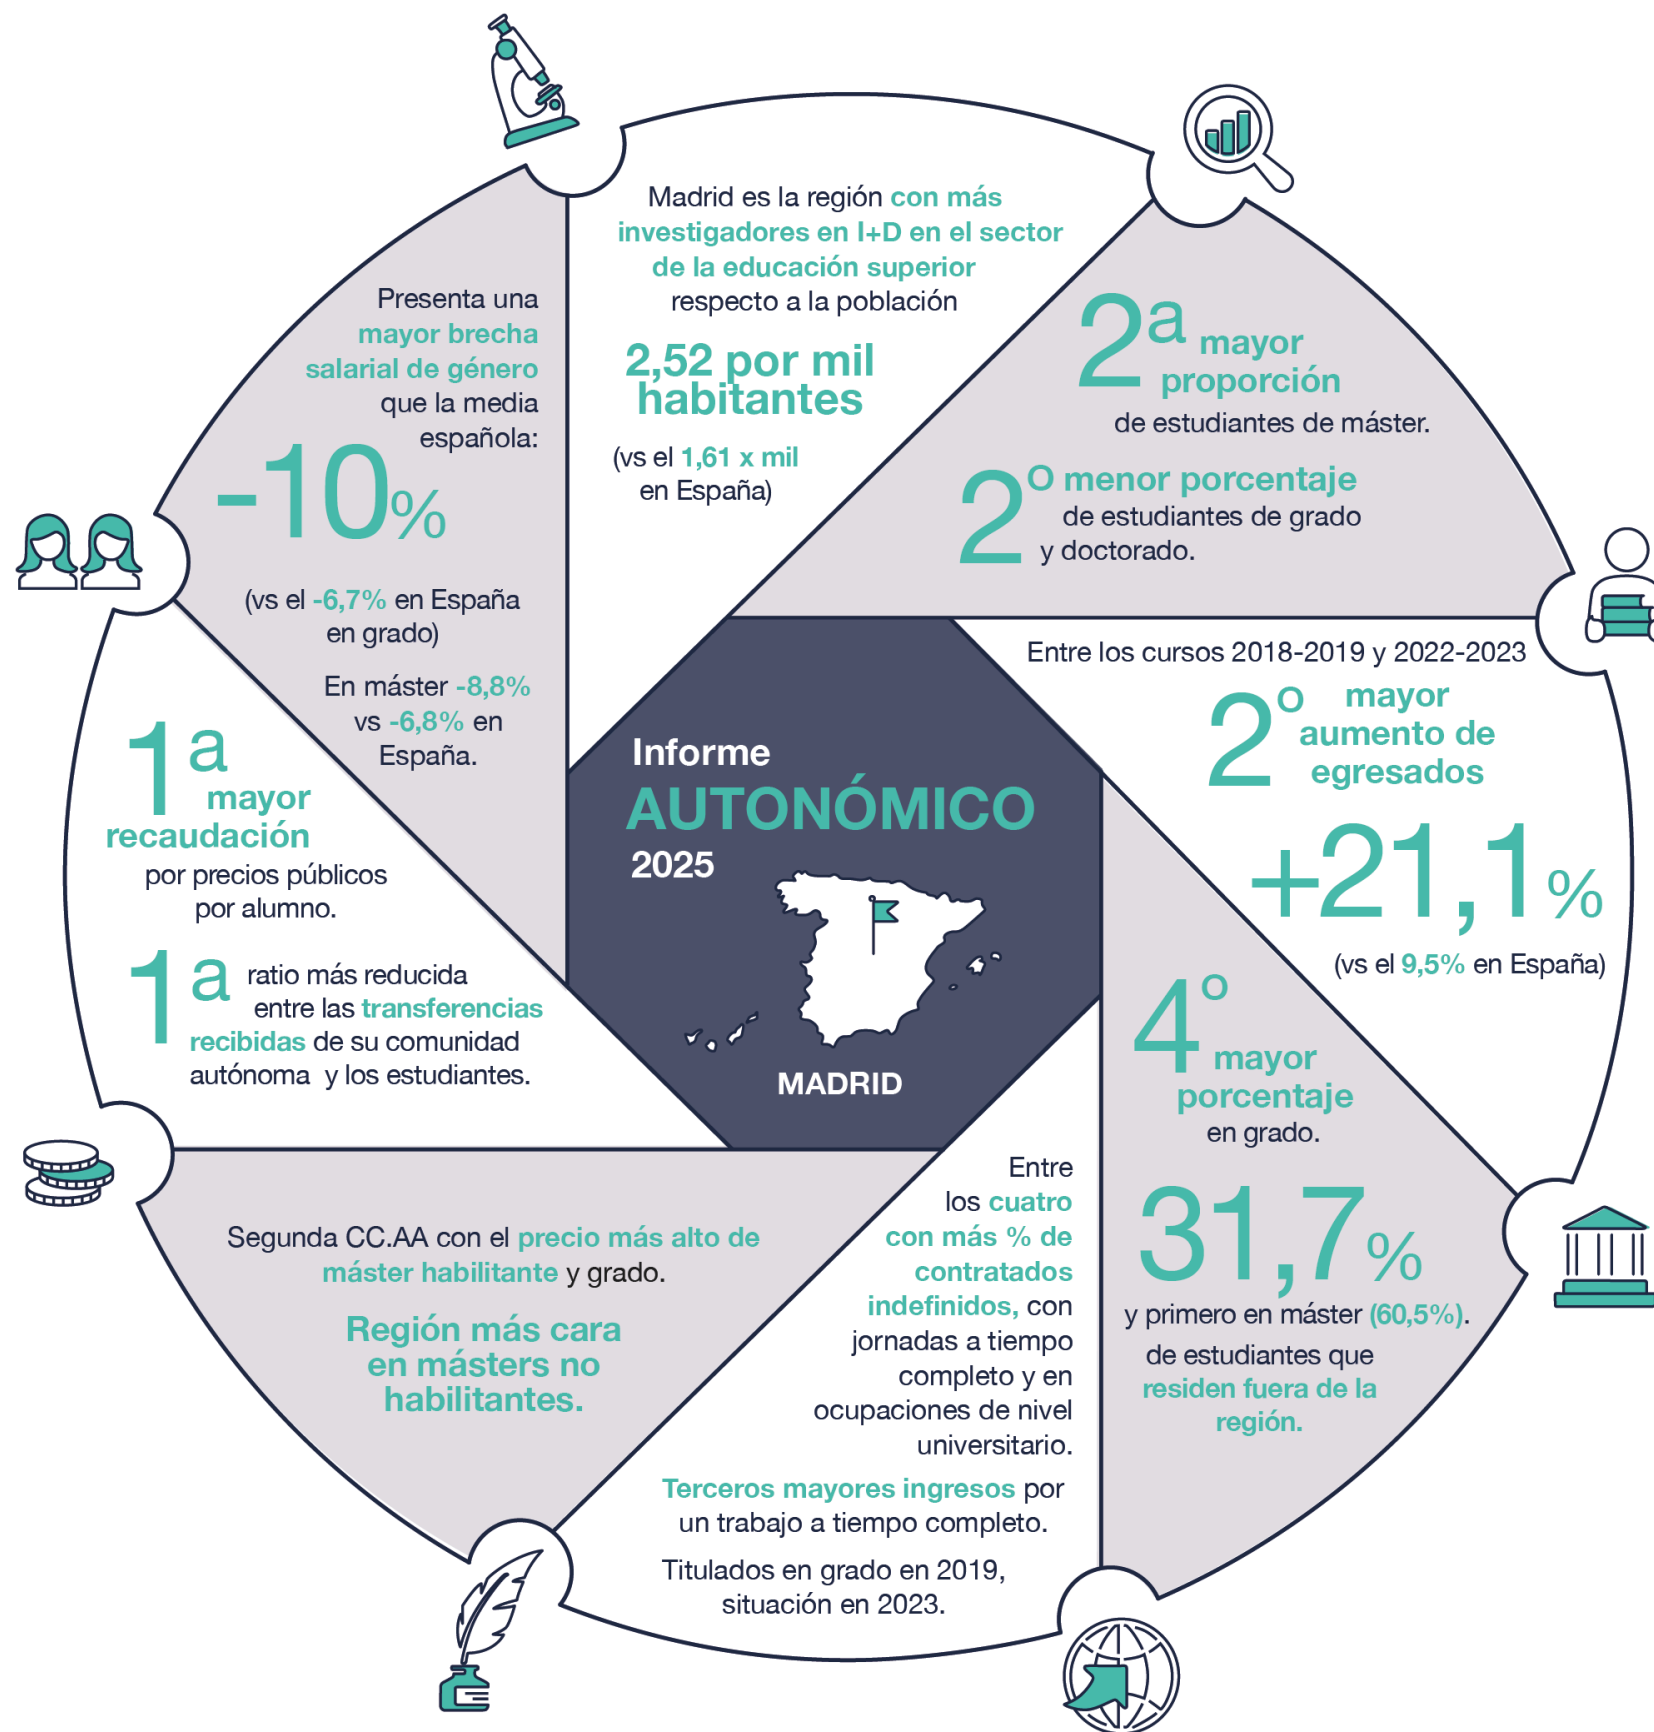 Madrid es la región con más
investigadores en I+D en el sector
de la educación superior
respecto a la población
2,52 por mil
habitantes
(vs el 1,61 x mil
en España)
2a mayor
proporción
de estudiantes de máster.
2o menor porcentaje
de estudiantes de grado
y doctorado.
Entre los cursos 2018-2019 y 2022-2023
2o mayor
aumento de
egresados
+21,1%
(vs el 9,5% en España)
4o
mayor
porcentaje
en grado.
31,7%
y primero en máster (60,5%).
de estudiantes que
residen fuera de la
región.
Entre
los cuatro
con más % de
contratados
indefinidos, con
jornadas a tiempo
completo y en
ocupaciones de nivel
universitario.
Terceros mayores ingresos por
un trabajo a tiempo completo.
Titulados en grado en 2019,
situación en 2023.
Segunda CC.AA con el precio más alto de
máster habilitante y grado.
Región más cara
en másters no
habilitantes.
1a
mayor
recaudación
por precios públicos
por alumno.
1a ratio más reducida
entre las transferencias
recibidas de su comunidad
autónoma y los estudiantes.
Presenta una
mayor brecha
salarial de género
que la media
española:
-10%
(vs el -6,7% en España
en grado)
En máster -8,8%
vs -6,8% en
España.
Informe
AUTONÓMICO
2025
MADRID